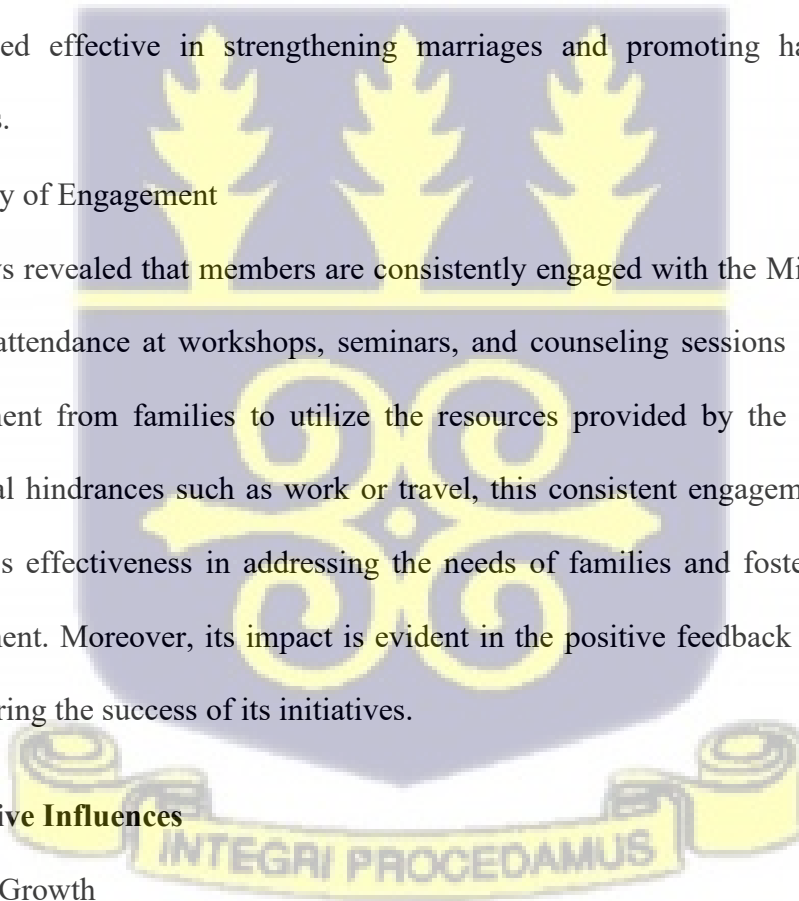 ed effective in strengthening marriages and promoting ha
s.
y of Engagement
s revealed that members are consistently engaged with the Mi
attendance at workshops, seminars, and counseling sessions
ent from families to utilize the resources provided by the
al hindrances such as work or travel, this consistent engagem
s effectiveness in addressing the needs of families and foste
ent. Moreover, its impact is evident in the positive feedback
ring the success of its initiatives.
ive Influences
INTEGRI PROCEDAMUS
Growth